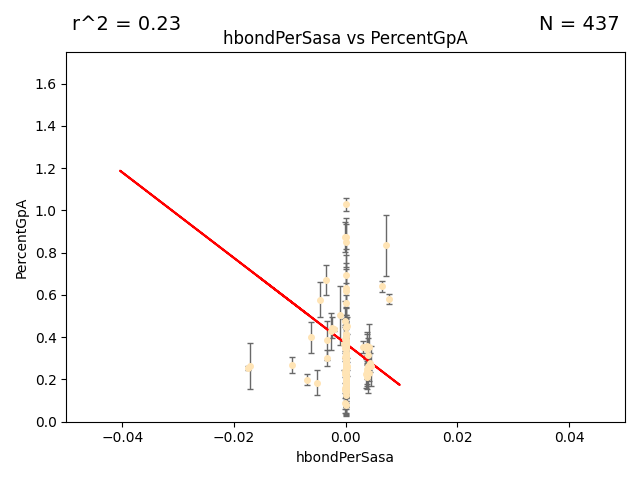 r^2 = 0.23
N = 437
hbondPerSasa vs PercentGpA
1.6
1.4
1.2
1.0
0.8
0.6
0.4
0.2
0.0
PercentGpA
−0.04 −0.02 0.00 0.02 0.04
hbondPerSasa